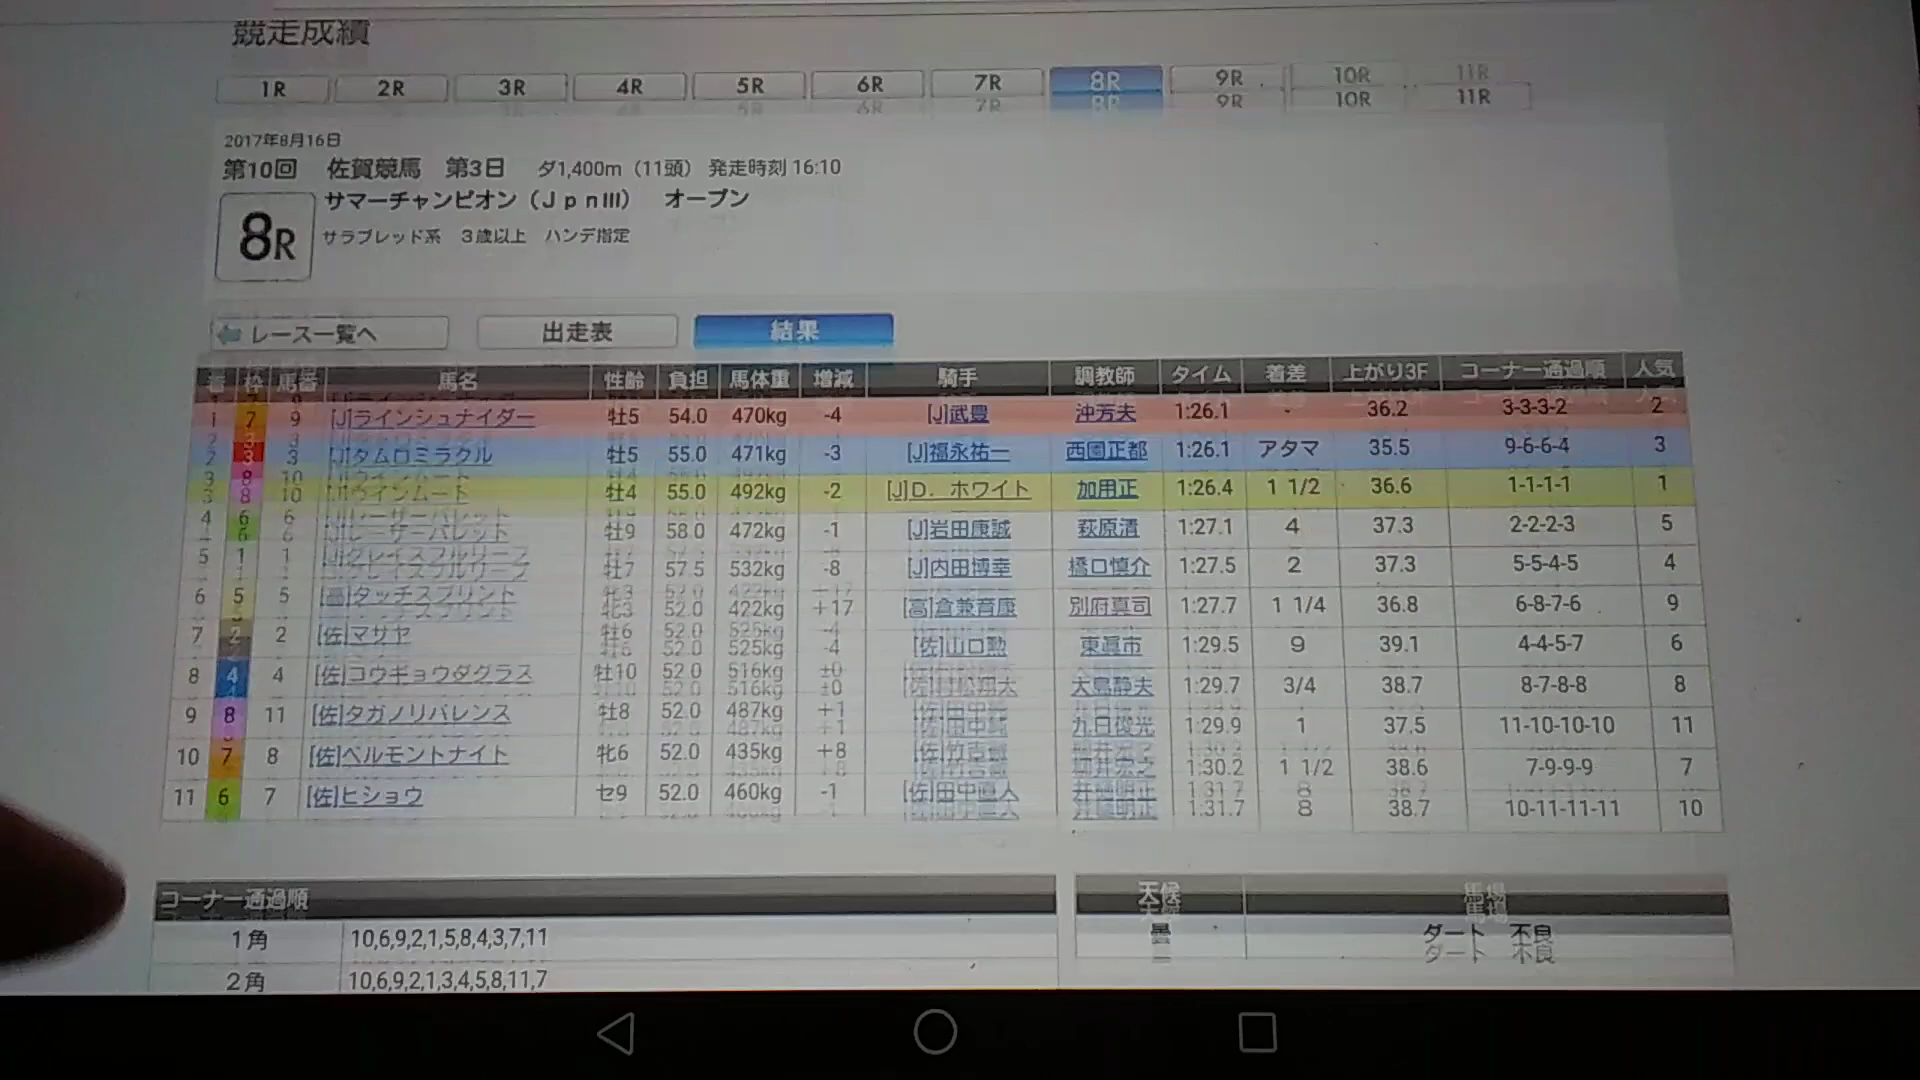 競走成績
1R 2R 3R 4R 5R 6R 7R 8R 9R 10R 11R
2017年8月16日
第10回 佐賀競馬 第3日 ダ1,400m（11頭） 発走時刻 16:10
8R
サマーチャンピオン（JpnIII） オープン
サラブレッド系 3歳以上 ハンデ指定
レース一覧へ 出走表 結果
着 枠 馬番 馬名 性齢 負担 馬体重 増減 騎手 調教師 タイム 着差 上がり3F コーナー通過順 人気
1 7 9 [J]ラインシュナイダー 牡5 54.0 470kg -4 [J]武豊 沖芳夫 1:26.1 - 36.2 3-3-3-2 2
2 3 3 [J]タムロミラクル 牡5 55.0 471kg -3 [J]福永祐一 西園正都 1:26.1 アタマ 35.5 9-6-6-4 3
3 8 10 [J]ウインムート 牡4 55.0 492kg -2 [J]D．ホワイト 加用正 1:26.4 1 1/2 36.6 1-1-1-1 1
4 6 6 [J]レーザーバレット 牡9 58.0 472kg -1 [J]岩田康誠 萩原清 1:27.1 4 37.3 2-2-2-3 5
5 1 1 [J]グレイスフルリープ 牡7 57.5 532kg -8 [J]内田博幸 橋口慎介 1:27.5 2 37.3 5-5-4-5 4
6 5 5 [高]タッチスプリント 牝3 52.0 422kg +17 [高]倉兼育康 別府真司 1:27.7 1 1/4 36.8 6-8-7-6 9
7 2 2 [佐]マサヤ 牡6 52.0 525kg -4 [佐]山口勲 東眞市 1:29.5 9 39.1 4-4-5-7 6
8 4 4 [佐]コウギョウダグラス 牡10 52.0 516kg ±0 [佐]村松翔太 大島静夫 1:29.7 3/4 38.7 8-7-8-8 8
9 8 11 [佐]タガノリバレンス 牡8 52.0 487kg +1 [佐]田中純 九日俊光 1:29.9 1 37.5 11-10-10-10 11
10 7 8 [佐]ベルモントナイト 牝6 52.0 435kg +8 [佐]竹吉徹 柳井宏之 1:30.2 1 1/2 38.6 7-9-9-9 7
11 6 7 [佐]ヒショウ セ9 52.0 460kg -1 [佐]田中直人 1:31.7 8 38.7 10-11-11-11 10
コーナー通過順 天候 馬場
1角 10,6,9,2,1,5,8,4,3,7,11 曇 ダート 不良
2角 10,6,9,2,1,3,4,5,8,11,7